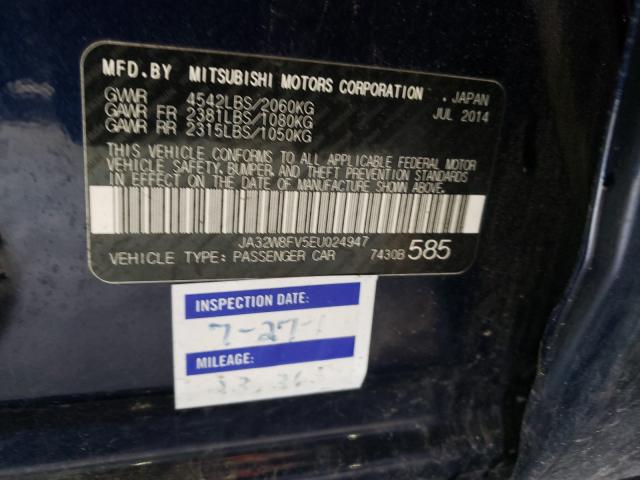 MFD. BY MITSUBISHI MOTORS CORPORATION . JAPAN
GVWR 4542LBS/2060KG JUL 2014
GAWR FR 2381LBS/1080KG
GAWR RR 2315LBS/1050KG
THIS VEHICLE CONFORMS TO ALL APPLICABLE FEDERAL MOTOR
VEHICLE SAFETY, BUMPER, AND THEFT PREVENTION STANDARDS
IN EFFECT ON THE DATE OF MANUFACTURE SHOWN ABOVE.
JA32W8FV5EU024947
VEHICLE TYPE: PASSENGER CAR 7430B 585
INSPECTION DATE:
7-27-
MILEAGE: